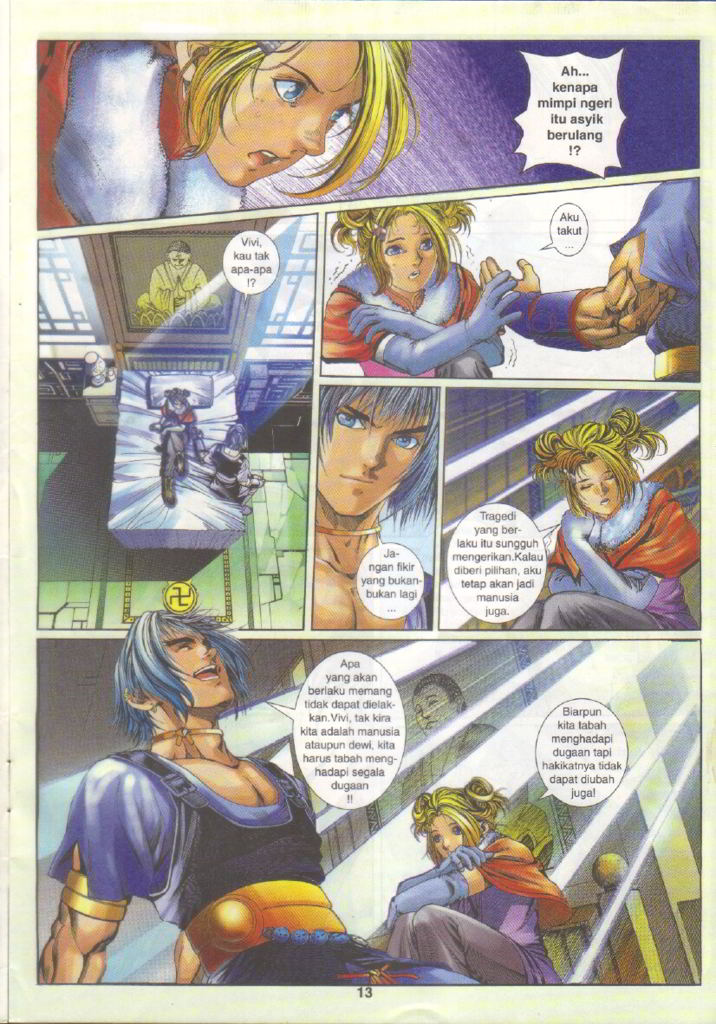 Ah...
kenapa
mimpi ngeri
itu asyik
berulang
!?
Vivi,
kau tak
apa-apa
!?
Aku
takut
...
Ja-
ngan fikir
yang bukan-
bukan lagi
...
Tragedi
yang ber-
laku itu sungguh
mengerikan.Kalau
diberi pilihan, aku
tetap akan jadi
manusia
juga.
Apa
yang akan
berlaku memang
tidak dapat dielak-
kan.Vivi, tak kira
kita adalah manusia
ataupun dewi, kita
harus tabah meng-
hadapi segala
dugaan
!!
Biarpun
kita tabah
menghadapi
dugaan tapi
hakikatnya tidak
dapat diubah
juga!
13